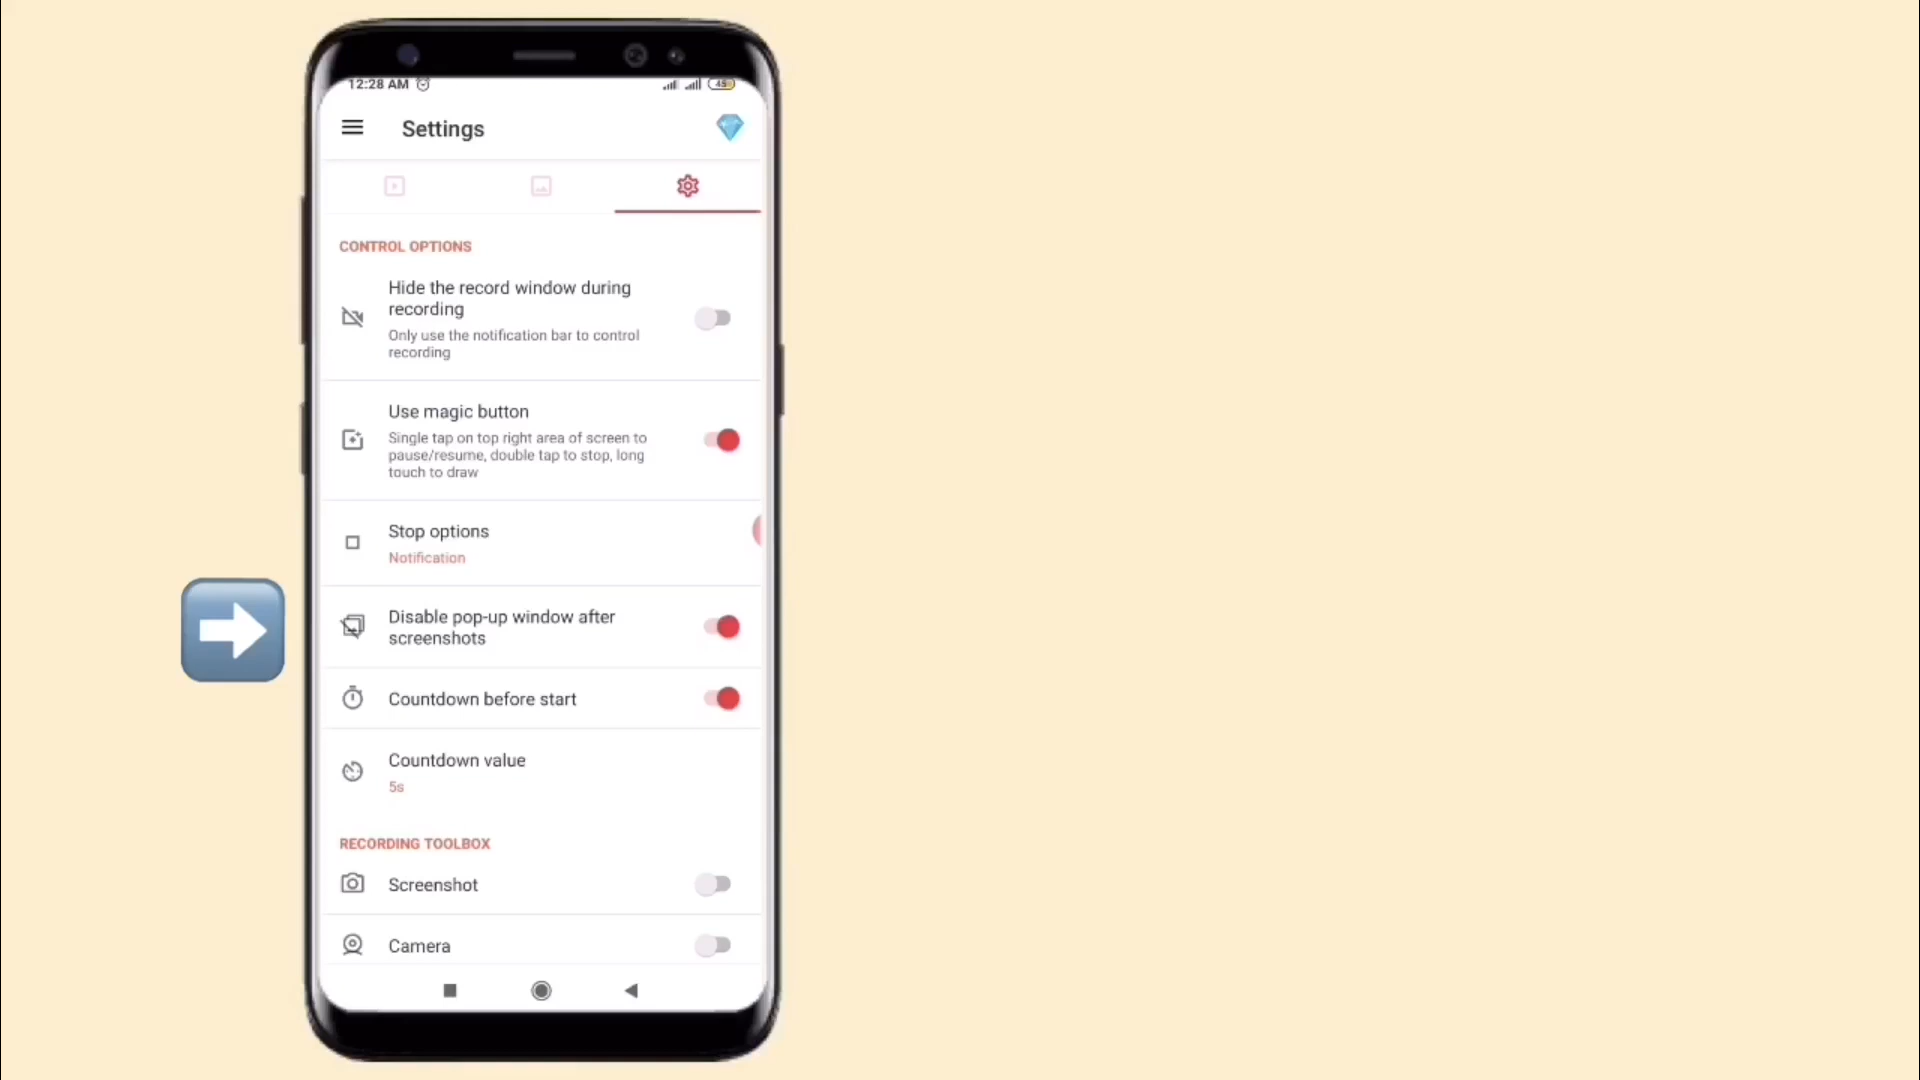 12:28 AM
Settings
CONTROL OPTIONS
Hide the record window during
recording
Only use the notification bar to control
recording
Use magic button
Single tap on top right area of screen to
pause/resume, double tap to stop, long
touch to draw
Stop options
Notification
Disable pop-up window after
screenshots
Countdown before start
Countdown value
5s
RECORDING TOOLBOX
Screenshot
Camera